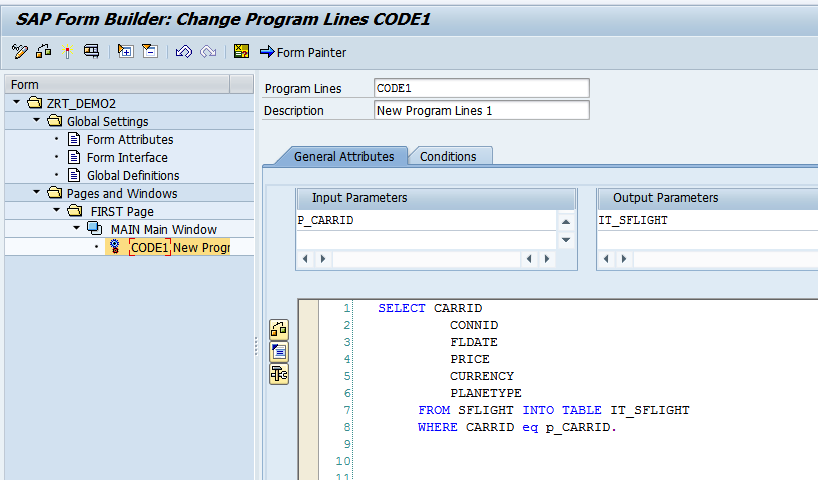 SAP Form Builder: Change Program Lines CODE1
Form Painter
Form
ZRT_DEMO2
Global Settings
Form Attributes
Form Interface
Global Definitions
Pages and Windows
FIRST Page
MAIN Main Window
CODE1 New Progr
Program Lines CODE1
Description New Program Lines 1
General Attributes Conditions
Input Parameters Output Parameters
P_CARRID IT_SFLIGHT
1 SELECT CARRID
2 CONNID
3 FLDATE
4 PRICE
5 CURRENCY
6 PLANETYPE
7 FROM SFLIGHT INTO TABLE IT_SFLIGHT
8 WHERE CARRID eq p_CARRID.
9
10
11